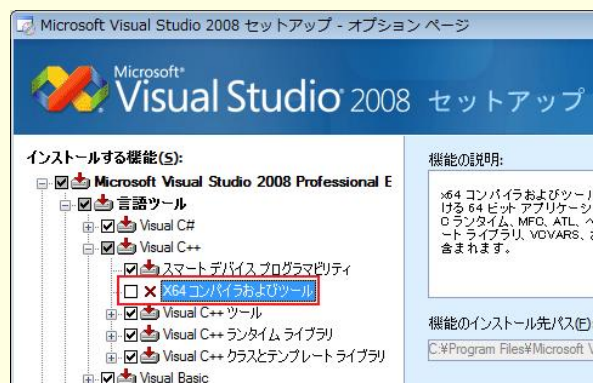 Microsoft Visual Studio 2008 セットアップ - オプション ページ
Microsoft®
Visual Studio® 2008 セットアップ
インストールする機能(S):
Microsoft Visual Studio 2008 Professional E
言語ツール
Visual C#
Visual C++
スマート デバイス プログラマビリティ
X64 コンパイラおよびツール
Visual C++ ツール
Visual C++ ランタイム ライブラリ
Visual C++ クラスとテンプレート ライブラリ
Visual Basic
機能の説明:
x64 コンパイラおよびツール
ける 64 ビット アプリケーシ
C ランタイム、MFC、ATL、
ート ライブラリ、VCVARS、
含まれます。
機能のインストール先パス(F):
C:¥Program Files¥Microsoft V